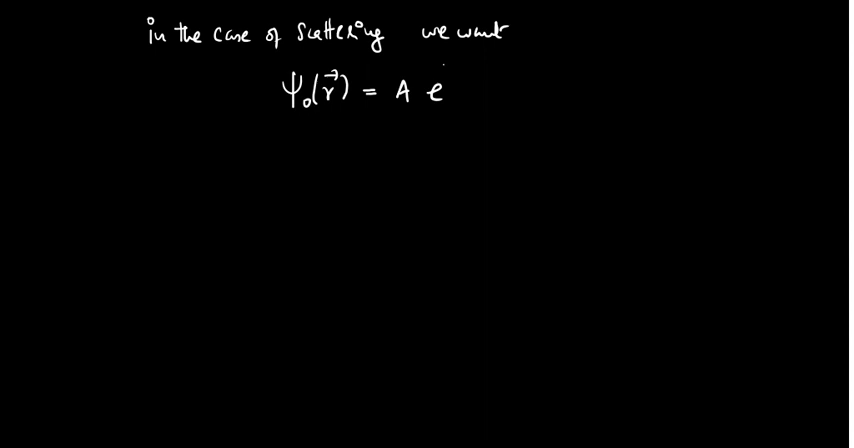 in the case of scattering we want
ψ₀(r⃗) = A e